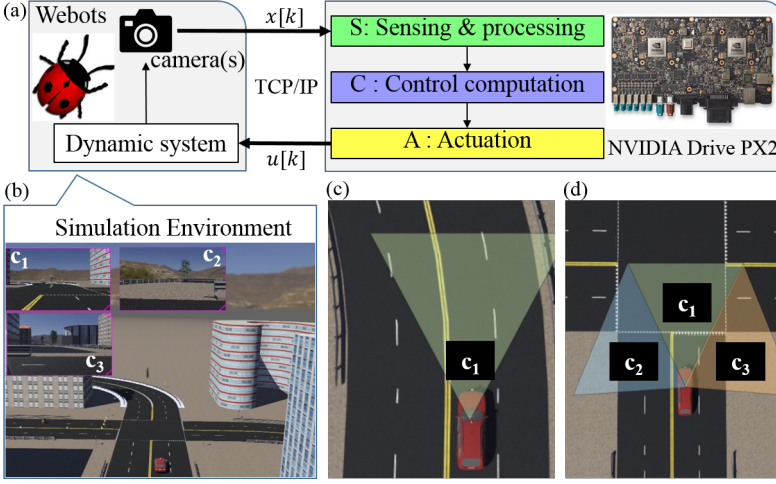 (a)
Webots
camera(s)
x[k]
TCP/IP
u[k]
Dynamic system
S: Sensing & processing
C : Control computation
A : Actuation
NVIDIA Drive PX2
(b)
Simulation Environment
c1
c2
c3
(c)
c1
(d)
c1
c2
c3